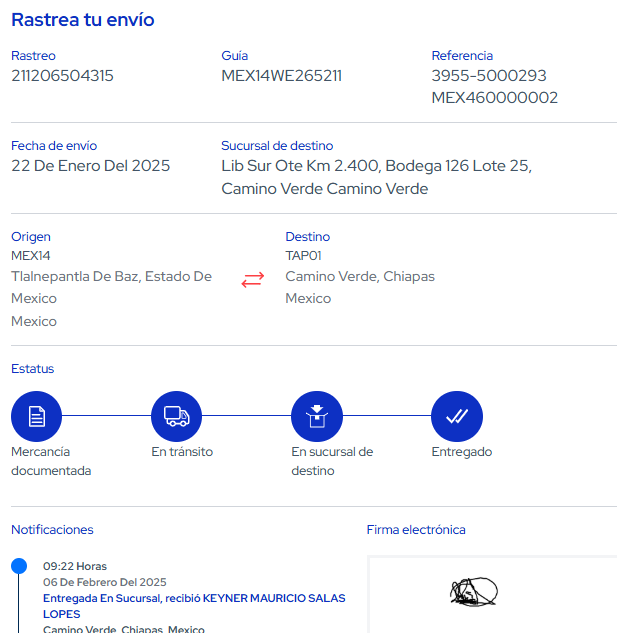 Rastrea tu envío
Rastreo
211206504315
Guía
MEX14WE265211
Referencia
3955-5000293
MEX460000002
Fecha de envío
22 De Enero Del 2025
Sucursal de destino
Lib Sur Ote Km 2.400, Bodega 126 Lote 25,
Camino Verde Camino Verde
Origen
MEX14
Tlalnepantla De Baz, Estado De
Mexico
Mexico
Destino
TAP01
Camino Verde, Chiapas
Mexico
Estatus
Mercancía
documentada
En tránsito
En sucursal de
destino
Entregado
Notificaciones
09:22 Horas
06 De Febrero Del 2025
Entregada En Sucursal, recibió KEYNER MAURICIO SALAS
LOPES
Camino Verde, Chiapas, Mexico
Firma electrónica